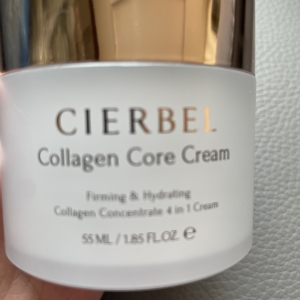 CIERBEL
Collagen Core Cream
Firming & Hydrating
Collagen Concentrate 4 in 1 Cream
55 ML / 1.85 FL.OZ. ℮